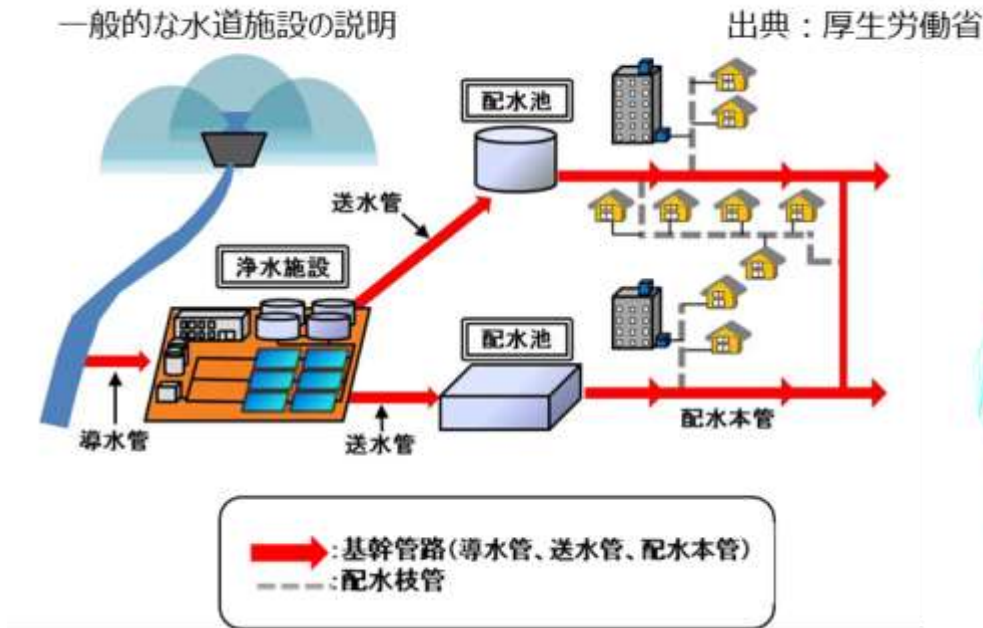 一般的な水道施設の説明
出典：厚生労働省
配水池
送水管
浄水施設
配水池
導水管
送水管
配水本管
:基幹管路(導水管、送水管、配水本管)
:配水枝管